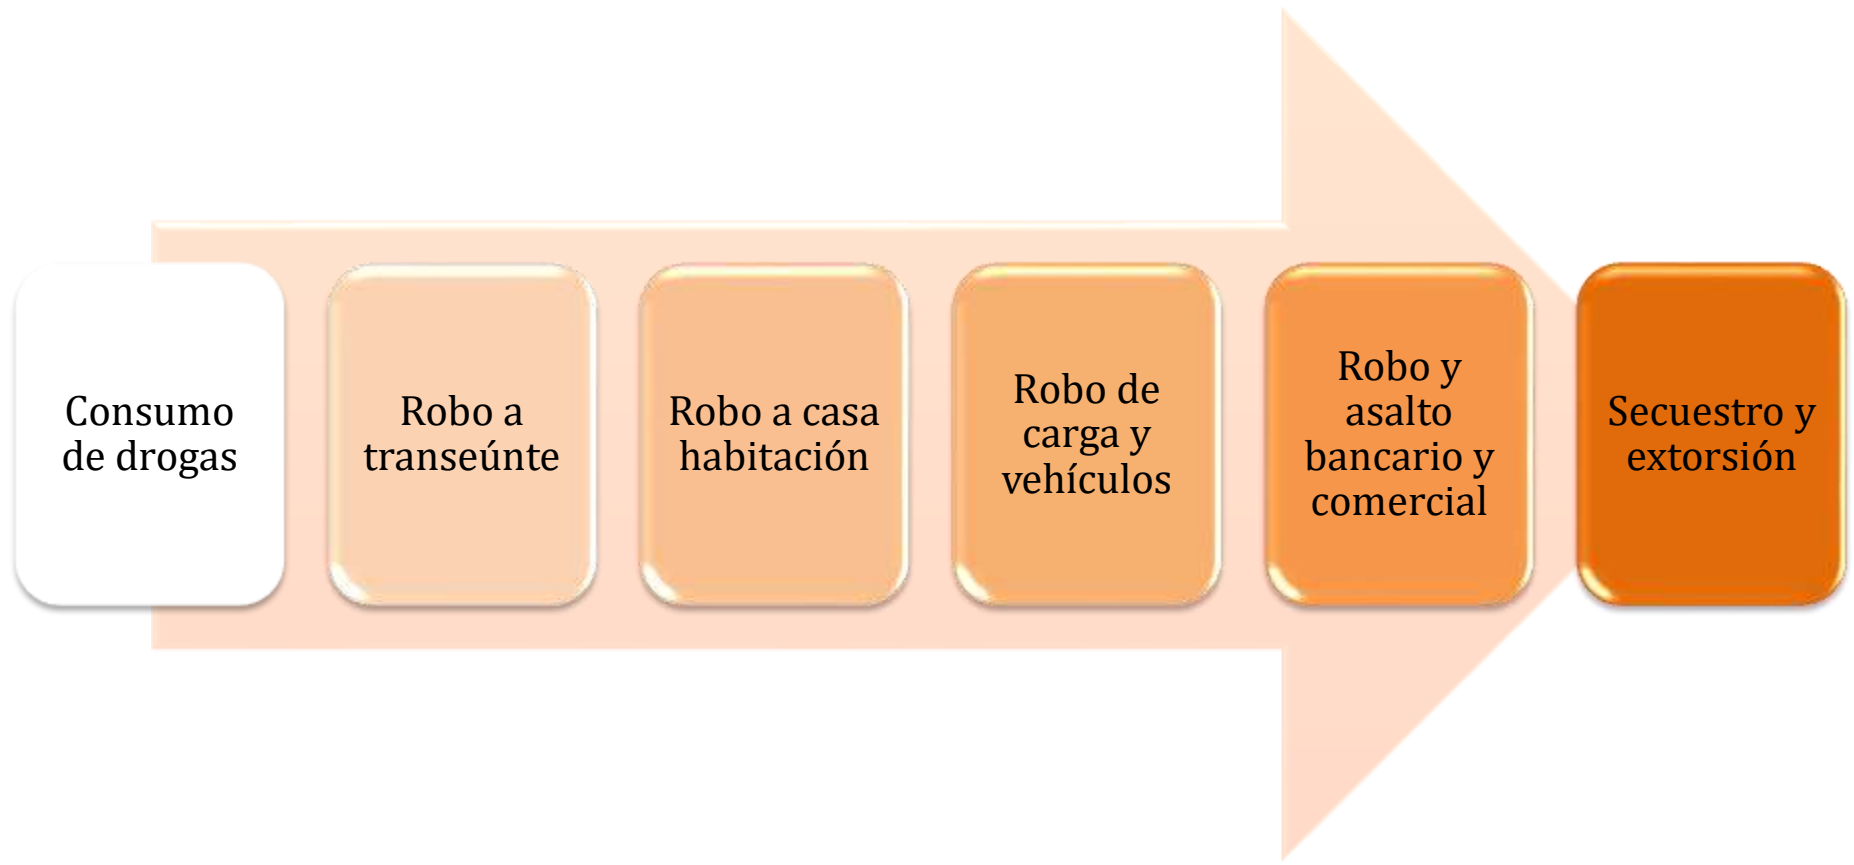 Consumo
de drogas
Robo a
transeúnte
Robo a casa
habitación
Robo de
carga y
vehículos
Robo y
asalto
bancario y
comercial
Secuestro y
extorsión